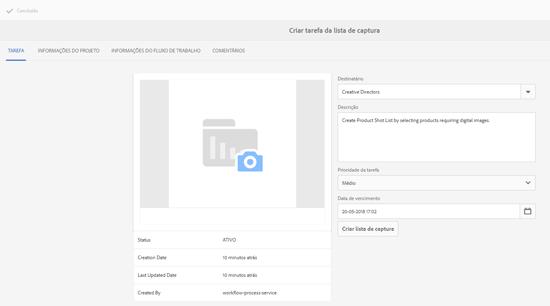 Concluído
Criar tarefa da lista de captura
TAREFA INFORMAÇÕES DO PROJETO INFORMAÇÕES DO FLUXO DE TRABALHO COMENTÁRIOS
Destinatário
Creative Directors
Descrição
Create Product Shot List by selecting products requiring digital images.
Prioridade da tarefa
Médio
Data de vencimento
20-05-2018 17:02
Criar lista de captura
Status ATIVO
Creation Date 10 minutos atrás
Last Updated Date 10 minutos atrás
Created By workflow-process-service